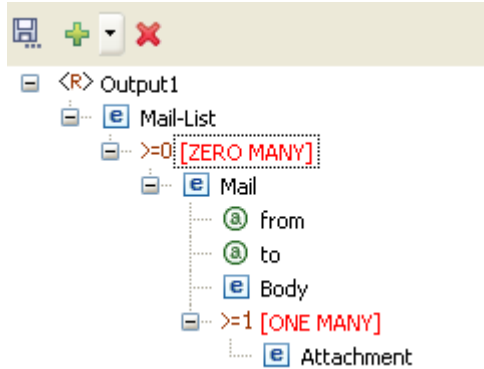 <R> Output1
e Mail-List
>=0 [ZERO MANY]
e Mail
a from
a to
e Body
>=1 [ONE MANY]
e Attachment